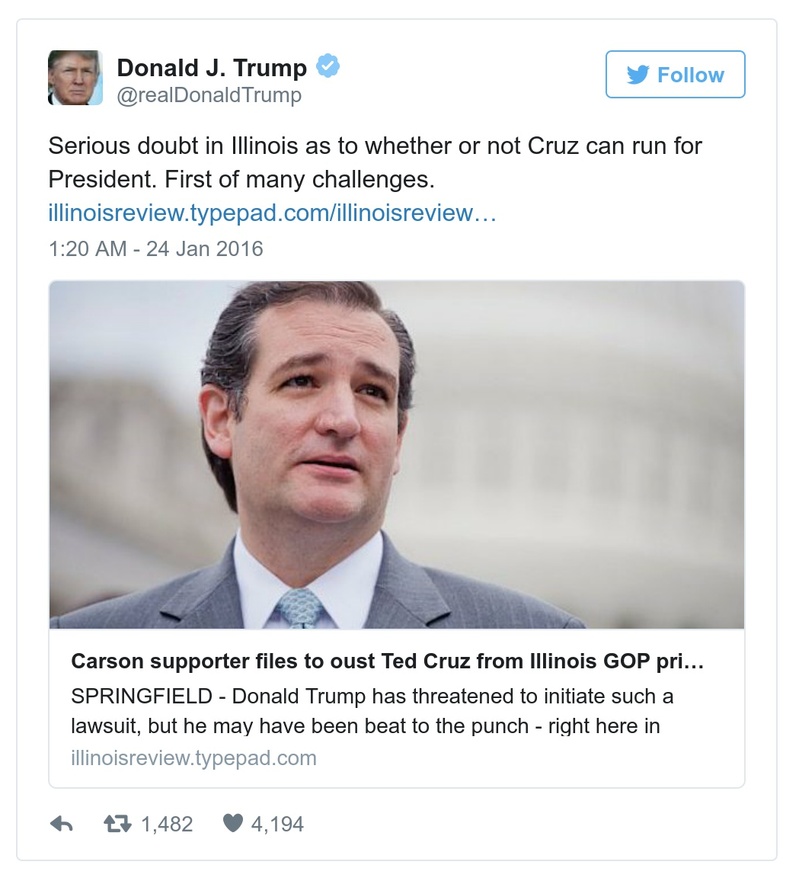 Donald J. Trump
@realDonaldTrump
Follow
Serious doubt in Illinois as to whether or not Cruz can run for
President. First of many challenges.
illinoisreview.typepad.com/illinoisreview…
1:20 AM - 24 Jan 2016
Carson supporter files to oust Ted Cruz from Illinois GOP pri…
SPRINGFIELD - Donald Trump has threatened to initiate such a
lawsuit, but he may have been beat to the punch - right here in
illinoisreview.typepad.com
1,482 4,194